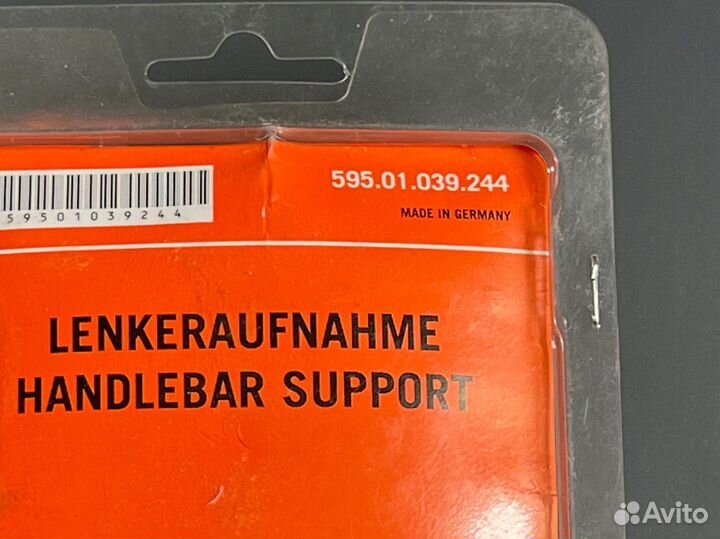 595.01.039.244
59501039244
MADE IN GERMANY
LENKERAUFNAHME
HANDLEBAR SUPPORT
Avito